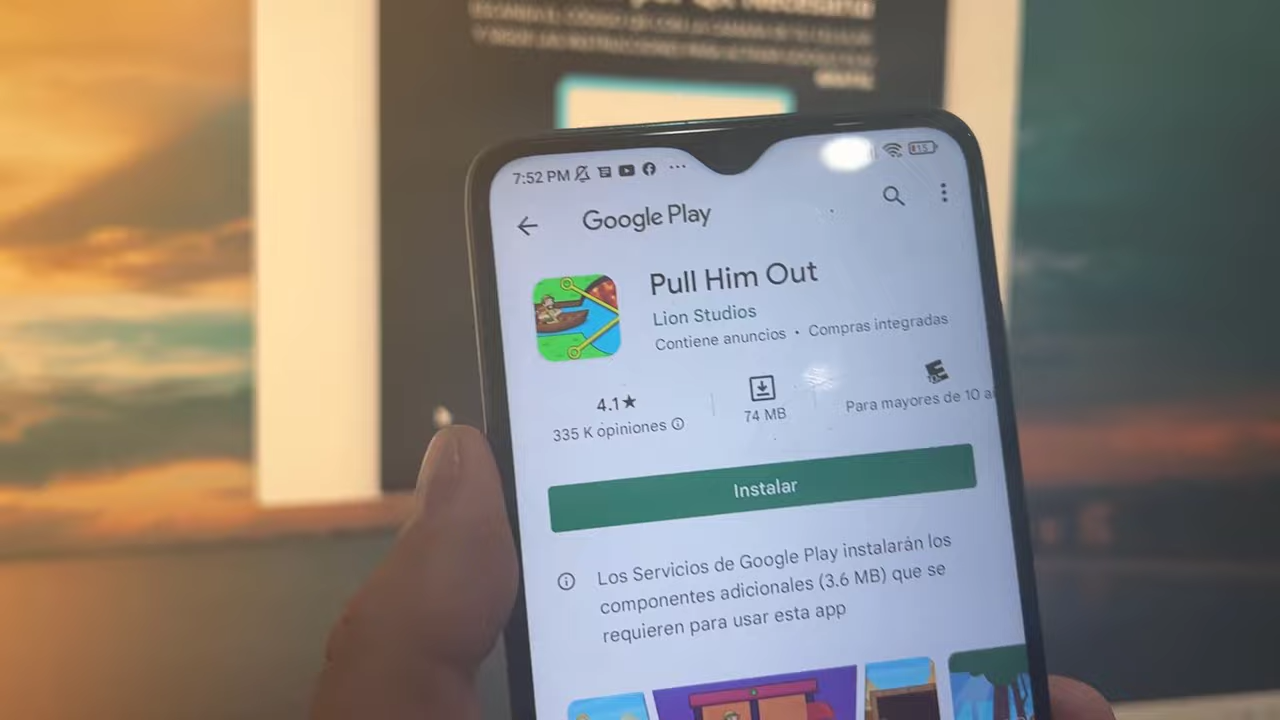 7:52 PM
15
Google Play
Pull Him Out
Lion Studios
Contiene anuncios • Compras integradas
4.1★
335 K opiniones
74 MB
E
Para mayores de 10 a
Instalar
Los Servicios de Google Play instalarán los
componentes adicionales (3.6 MB) que se
requieren para usar esta app